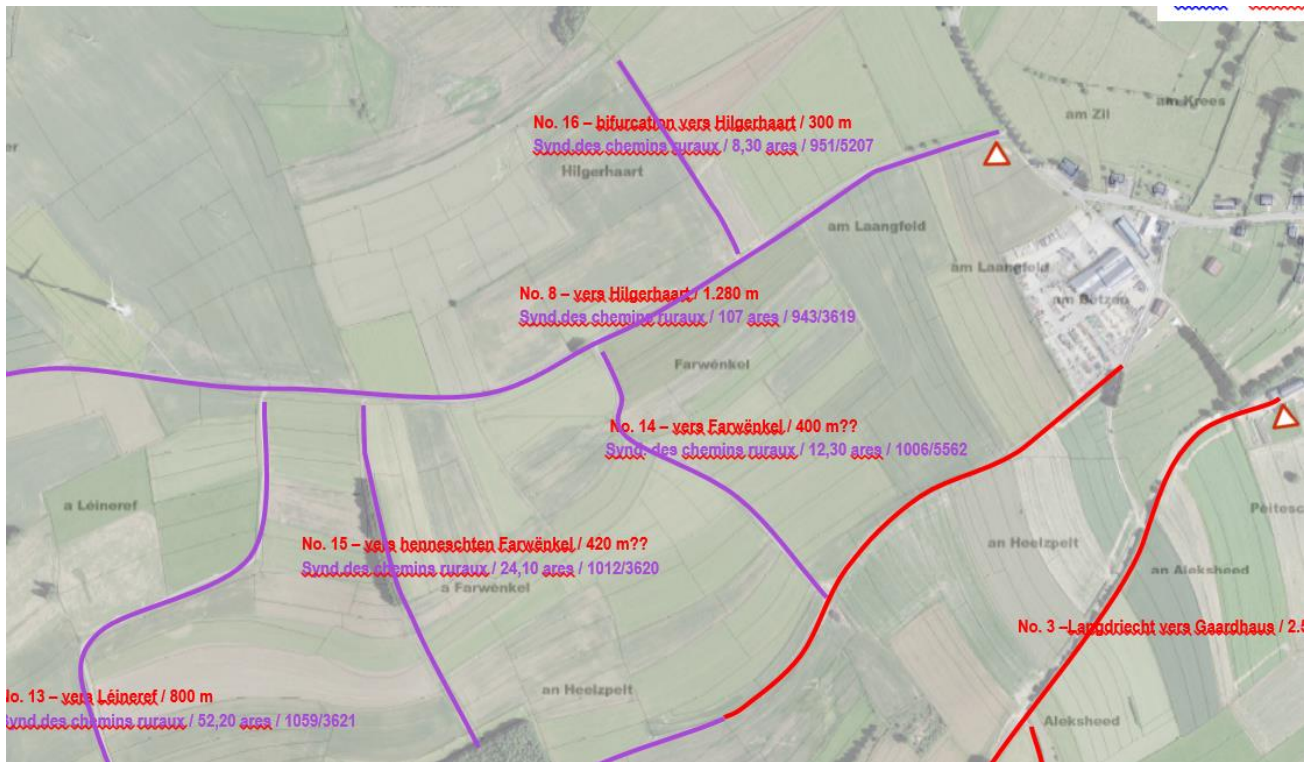 am Krees
am Zil
No. 16 – bifurcation vers Hilgerhaart / 300 m
Synd.des chemins ruraux / 8,30 ares / 951/5207
Hilgerhaart
am Laangfeld
am Laangfeld
No. 8 – vers Hilgerhaart / 1.280 m
Synd.des chemins ruraux / 107 ares / 943/3619
Farwénkel
No. 14 – vers Farwënkel / 400 m??
Synd. des chemins ruraux / 12,30 ares / 1006/5562
a Léineref
No. 15 – vers henneschten Farwënkel / 420 m??
Synd.des chemins ruraux / 24,10 ares / 1012/3620
a Farwénkel
an Heelzpelt
an Aleksheed
No. 3 –Langdriecht vers Gaardhaus / 2.5
an Heelzpelt
No. 13 – vers Léineref / 800 m
Synd.des chemins ruraux / 52,20 ares / 1059/3621
Aleksheed